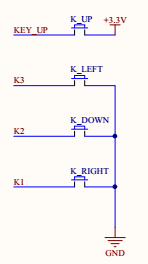 K_UP
+3.3V
KEY_UP
K_LEFT
K3
K_DOWN
K2
K_RIGHT
K1
GND